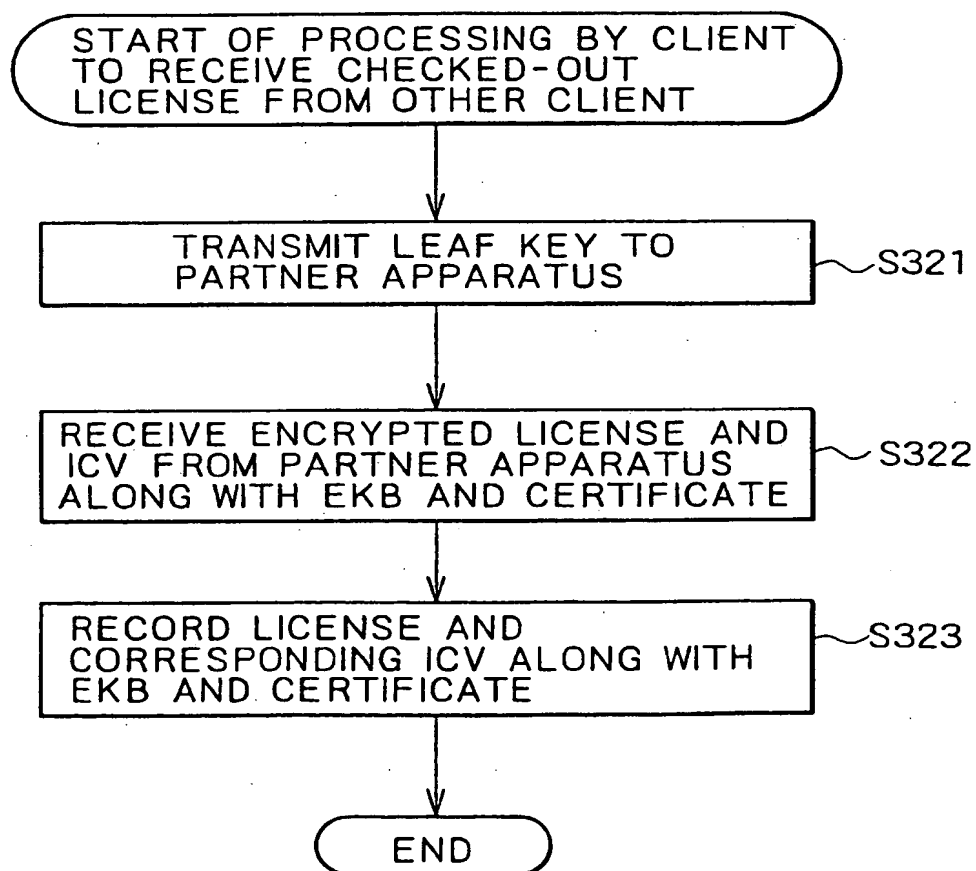 START OF PROCESSING BY CLIENT
TO RECEIVE CHECKED-OUT
LICENSE FROM OTHER CLIENT
TRANSMIT LEAF KEY TO
PARTNER APPARATUS
S321
RECEIVE ENCRYPTED LICENSE AND
ICV FROM PARTNER APPARATUS
ALONG WITH EKB AND CERTIFICATE
S322
RECORD LICENSE AND
CORRESPONDING ICV ALONG WITH
EKB AND CERTIFICATE
S323
END